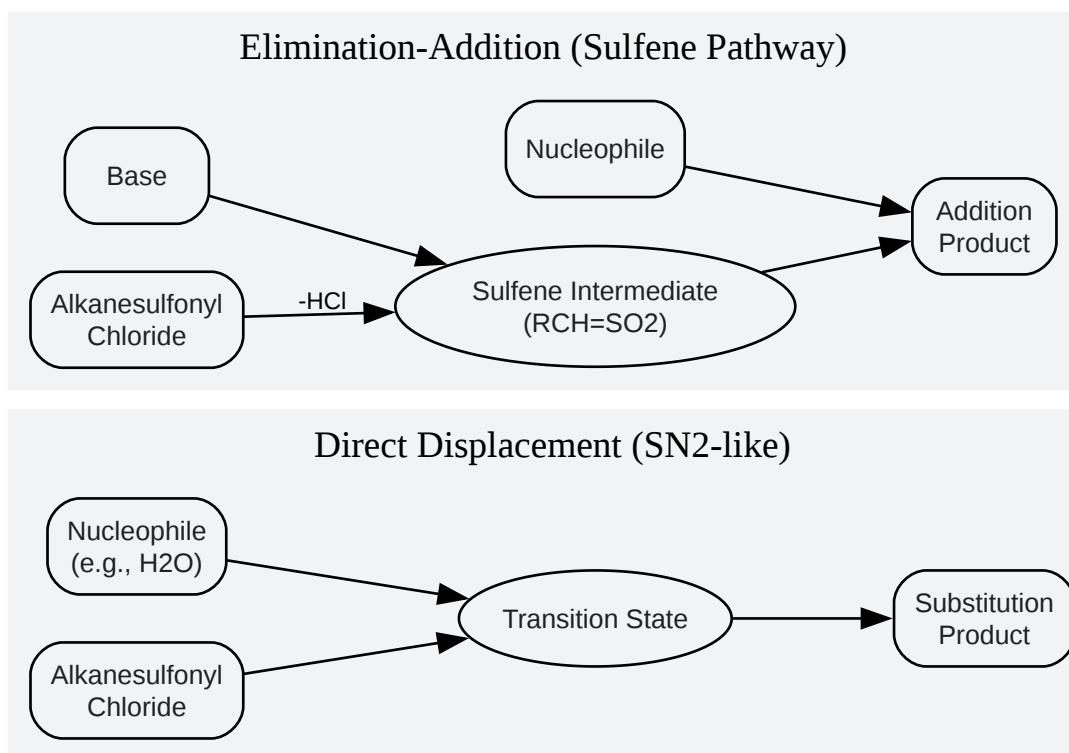 Elimination-Addition (Sulfene Pathway)
Base
Nucleophile
Addition
Product
Alkanesulfonyl
Chloride
-HCl
Sulfene Intermediate
(RCH=SO2)
Direct Displacement (SN2-like)
Nucleophile
(e.g., H2O)
Transition State
Substitution
Product
Alkanesulfonyl
Chloride